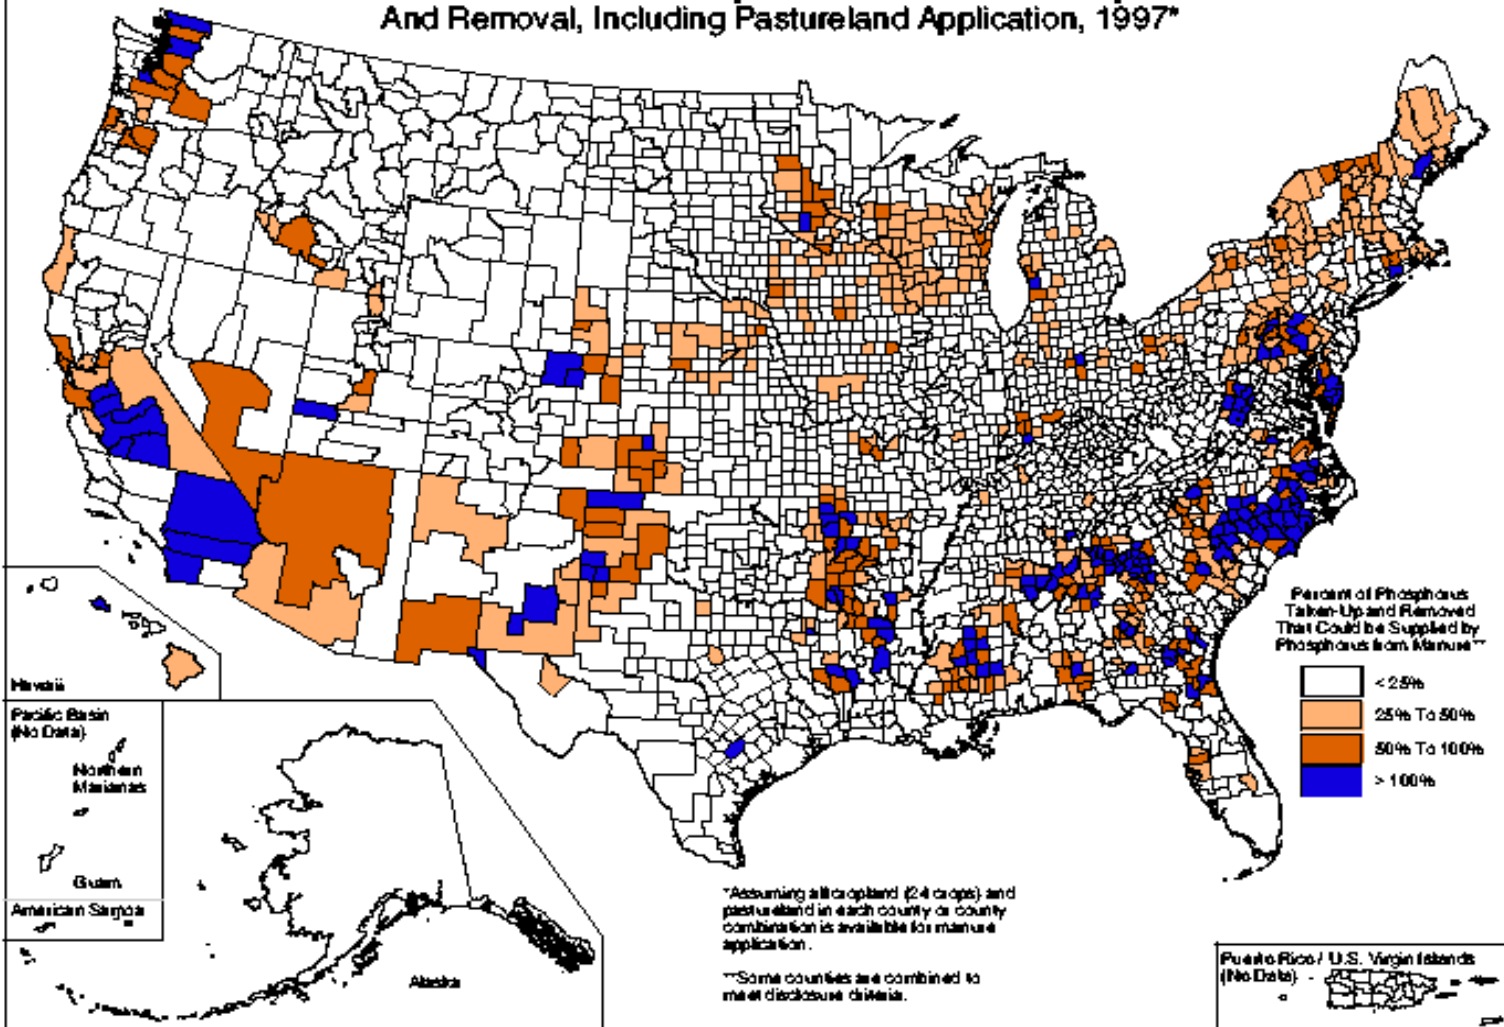 And Removal, Including Pastureland Application, 1997*
Percent of Phosphorus
Taken-Up and Removed
That Could be Supplied by
Phosphorus from Manure**
< 25%
25% To 50%
50% To 100%
> 100%
Hawaii
Pacific Basin
(No Data)
Northern
Marianas
Guam
American Samoa
Alaska
*Assuming all cropland (24 crops) and
pastureland in each county or county
combination is available for manure
application.
**Some counties are combined to
meet disclosure criteria.
Puerto Rico / U.S. Virgin Islands
(No Data)